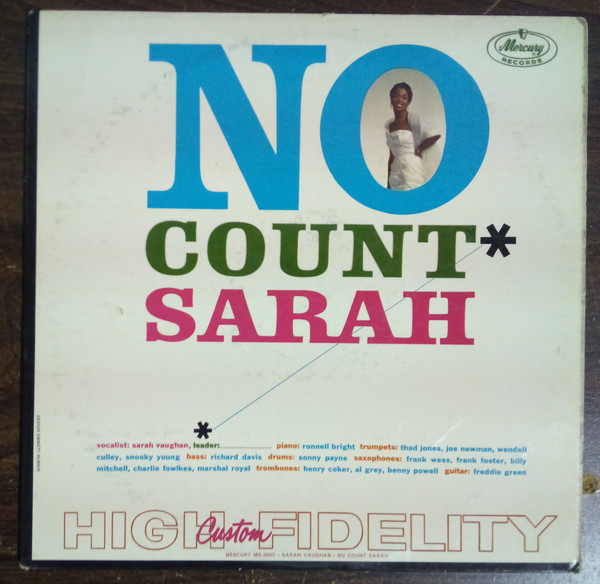 NO
Mercury
RECORDS
COUNT*
SARAH
*
vocalist: sarah vaughan, leader: piano: ronnell bright trumpets: thad jones, joe newman, wendell
culley, snooky young bass: richard davis drums: sonny payne saxophones: frank wess, frank foster, billy
mitchell, charlie fowlkes, marshal royal trombones: henry coker, al grey, benny powell guitar: freddie green
HIGH FIDELITY
Custom
MERCURY MG • SARAH VAUGHAN • NO COUNT SARAH